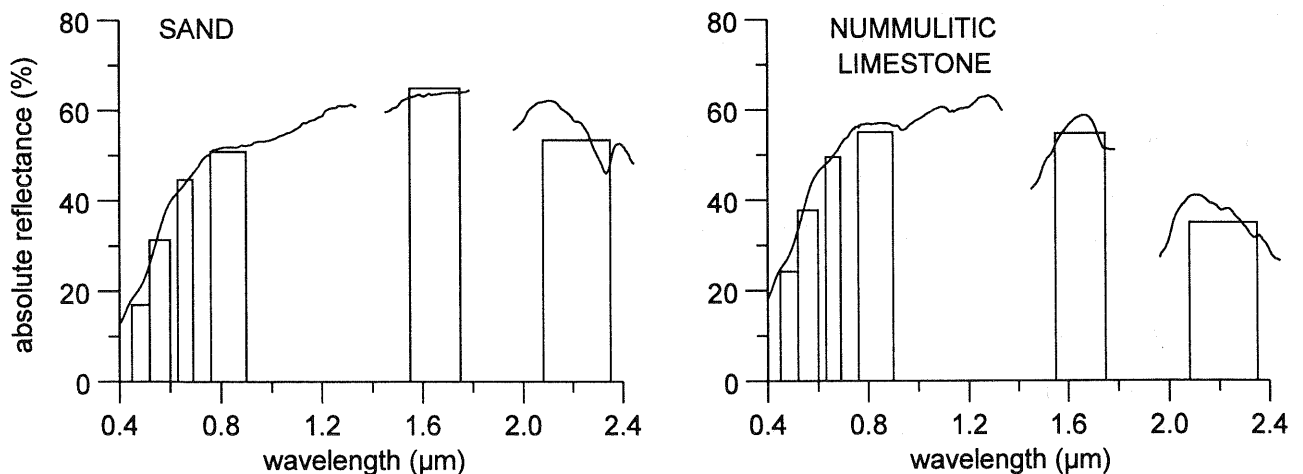 SAND
absolute reflectance (%)
80
60
40
20
0
0.4 0.8 1.2 1.6 2.0 2.4
wavelength (µm)
NUMMULITIC
LIMESTONE
80
60
40
20
0
0.4 0.8 1.2 1.6 2.0 2.4
wavelength (µm)